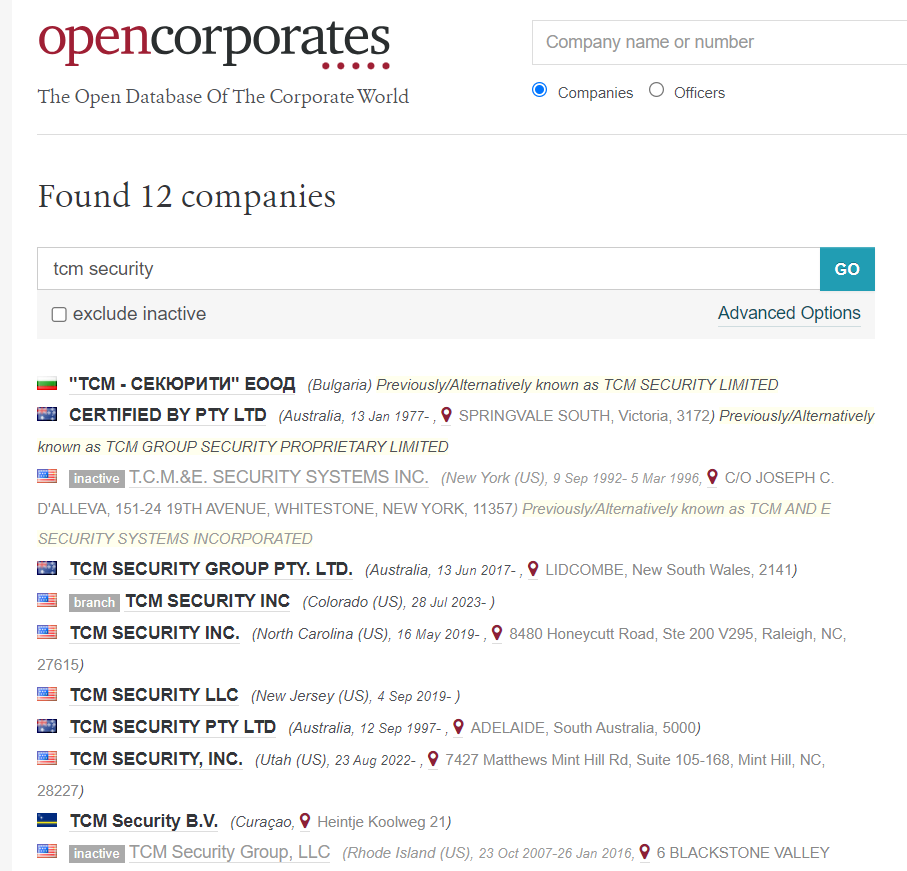 opencorporates
The Open Database Of The Corporate World
Company name or number
Companies Officers
Found 12 companies
tcm security GO
exclude inactive Advanced Options
"ТСМ - СЕКЮРИТИ" ЕООД (Bulgaria) Previously/Alternatively known as TCM SECURITY LIMITED
CERTIFIED BY PTY LTD (Australia, 13 Jan 1977- , SPRINGVALE SOUTH, Victoria, 3172) Previously/Alternatively
known as TCM GROUP SECURITY PROPRIETARY LIMITED
inactive T.C.M.&E. SECURITY SYSTEMS INC. (New York (US), 9 Sep 1992- 5 Mar 1996, C/O JOSEPH C.
D'ALLEVA, 151-24 19TH AVENUE, WHITESTONE, NEW YORK, 11357) Previously/Alternatively known as TCM AND E
SECURITY SYSTEMS INCORPORATED
TCM SECURITY GROUP PTY. LTD. (Australia, 13 Jun 2017- , LIDCOMBE, New South Wales, 2141)
branch TCM SECURITY INC (Colorado (US), 28 Jul 2023- )
TCM SECURITY INC. (North Carolina (US), 16 May 2019- , 8480 Honeycutt Road, Ste 200 V295, Raleigh, NC,
27615)
TCM SECURITY LLC (New Jersey (US), 4 Sep 2019- )
TCM SECURITY PTY LTD (Australia, 12 Sep 1997- , ADELAIDE, South Australia, 5000)
TCM SECURITY, INC. (Utah (US), 23 Aug 2022- , 7427 Matthews Mint Hill Rd, Suite 105-168, Mint Hill, NC,
28227)
TCM Security B.V. (Curaçao, Heintje Koolweg 21)
inactive TCM Security Group, LLC (Rhode Island (US), 23 Oct 2007-26 Jan 2016, 6 BLACKSTONE VALLEY